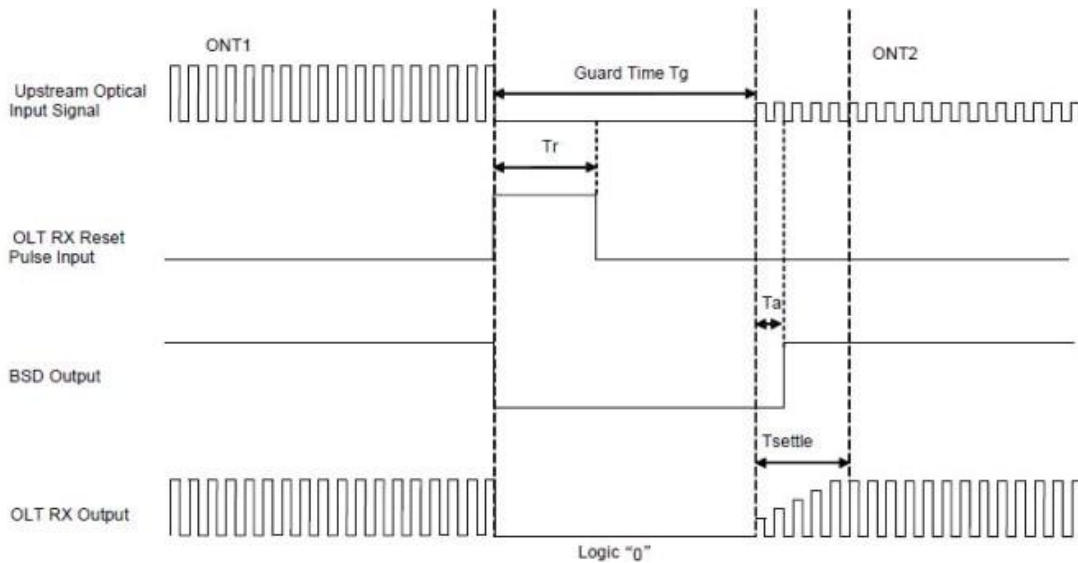 ONT1
ONT2
Guard Time Tg
Upstream Optical
Input Signal
Tr
OLT RX Reset
Pulse Input
Ta
BSD Output
Tsettle
OLT RX Output
Logic “0”